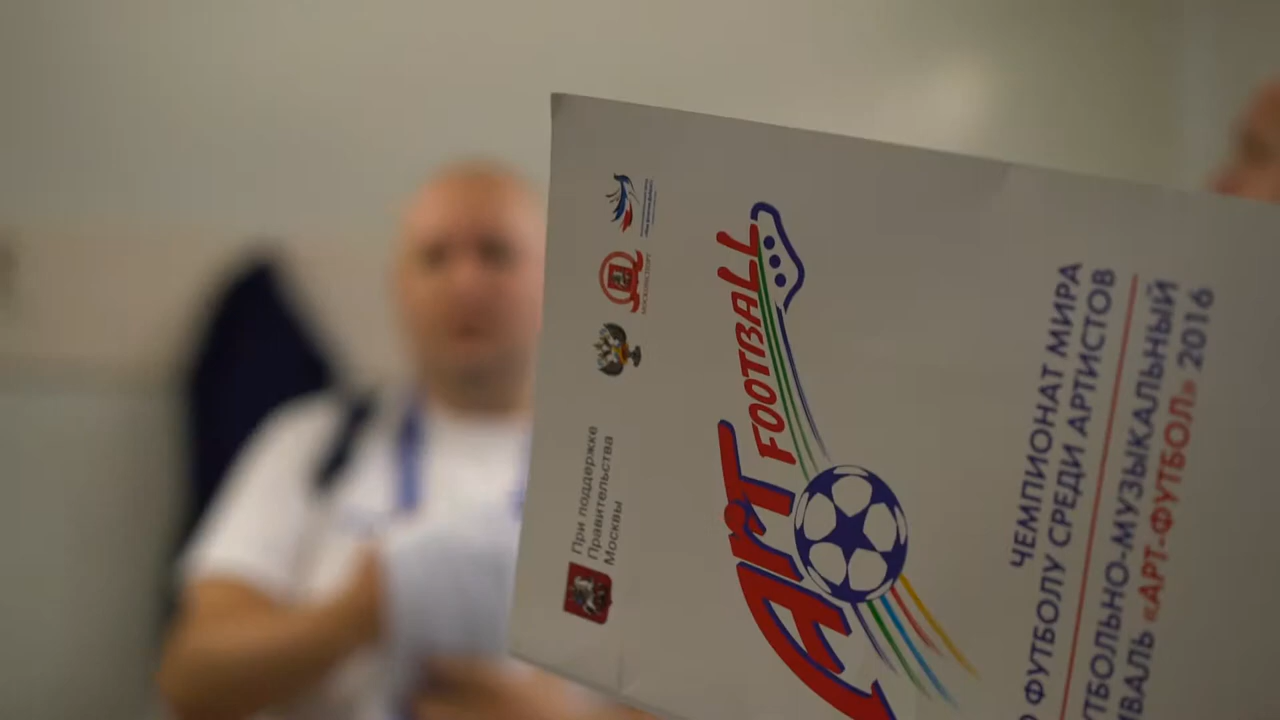 При поддержке
Правительства
Москвы
ART FOOTBALL
ЧЕМПИОНАТ МИРА
ФУТБОЛУ СРЕДИ АРТИСТОВ
ТБОЛЬНО-МУЗЫКАЛЬНЫЙ
ВАЛЬ «АРТ-ФУТБОЛ» 2016